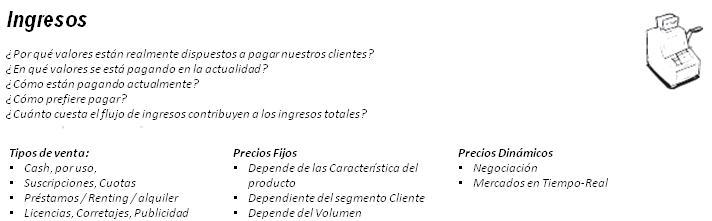 Ingresos
¿Por qué valores están realmente dispuestos a pagar nuestros clientes?
¿En qué valores se está pagando en la actualidad?
¿Cómo están pagando actualmente?
¿Cómo prefiere pagar?
¿Cuánto cuesta el flujo de ingresos contribuyen a los ingresos totales?
Tipos de venta:
▪ Cash, por uso,
▪ Suscripciones, Cuotas
▪ Préstamos / Renting / alquiler
▪ Licencias, Corretajes, Publicidad
Precios Fijos
▪ Depende de las Característica del
producto
▪ Dependiente del segmento Cliente
▪ Depende del Volumen
Precios Dinámicos
▪ Negociación
▪ Mercados en Tiempo-Real